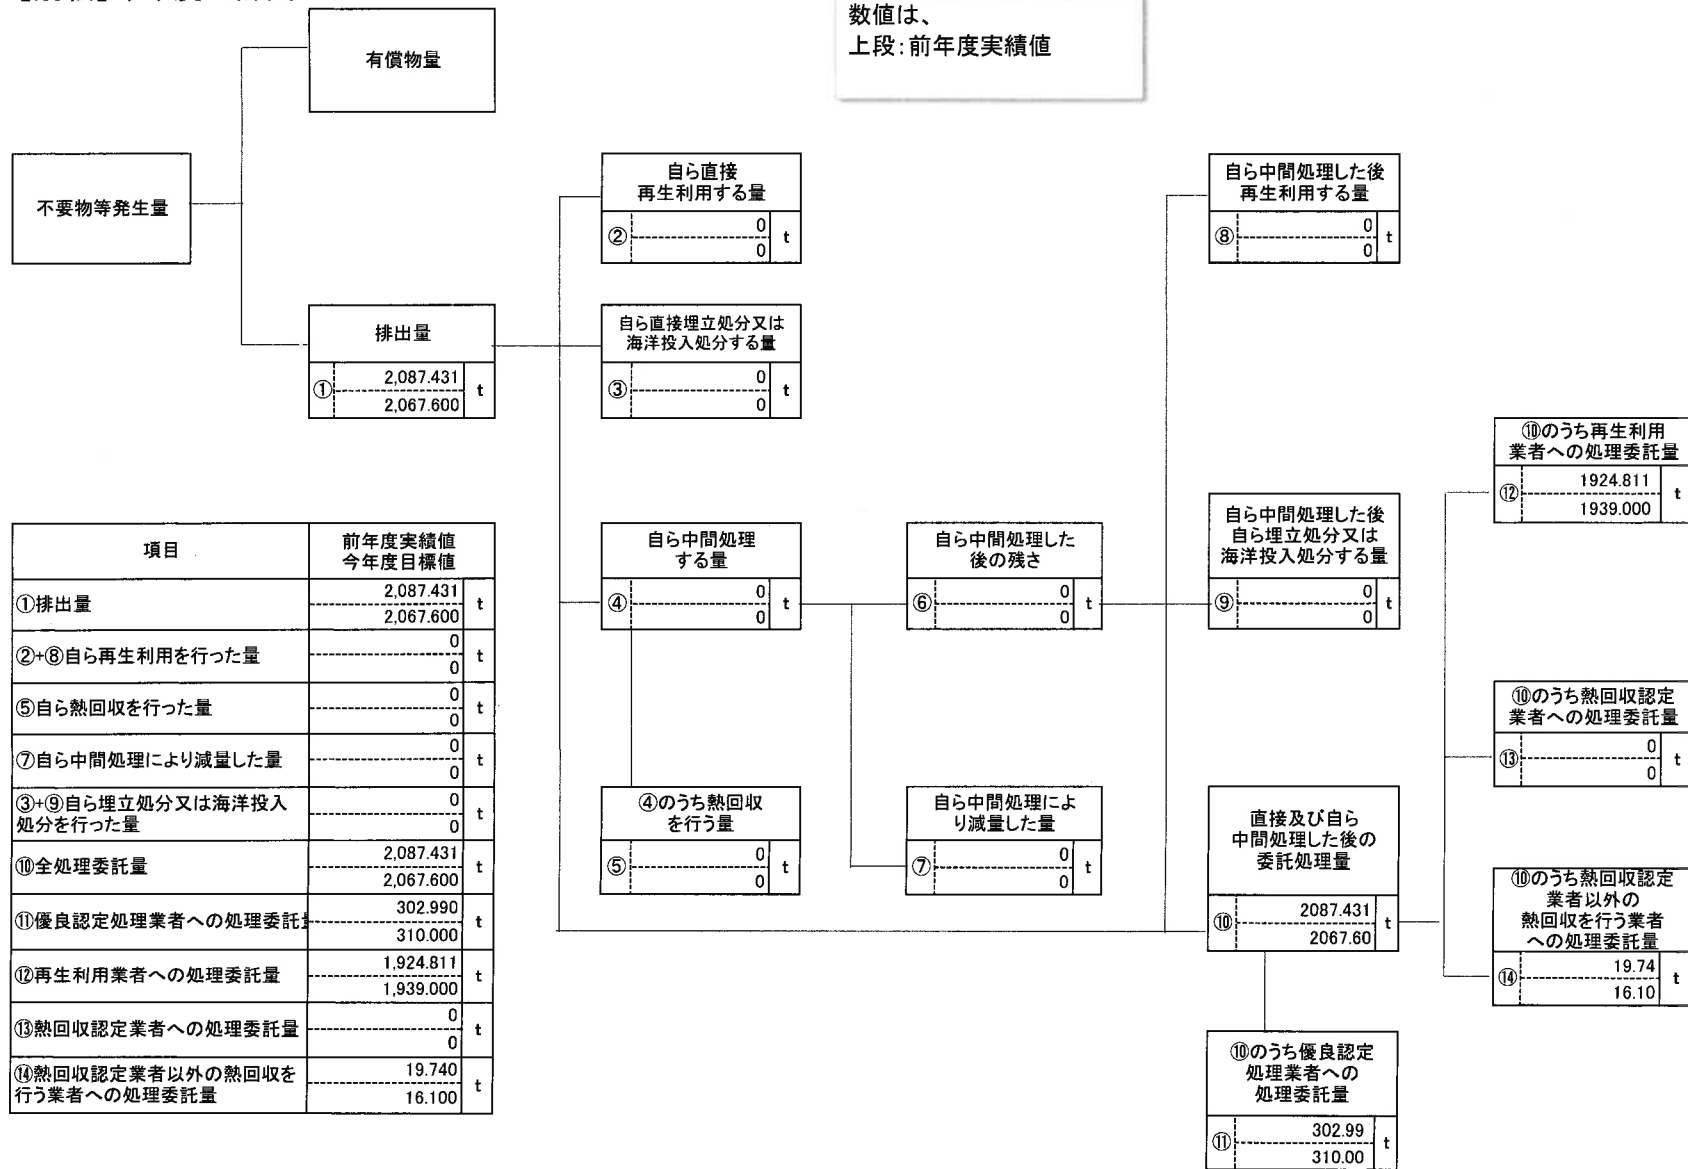 数値は、
上段:前年度実績値
有償物量
不要物等発生量
排出量
① 2,087.431 t
2,067.600
自ら直接
再生利用する量
② 0 t
0
自ら直接埋立処分又は
海洋投入処分する量
③ 0 t
0
自ら中間処理した後
再生利用する量
⑧ 0 t
0
自ら中間処理
する量
④ 0 t
0
自ら中間処理した
後の残さ
⑥ 0 t
0
自ら中間処理した後
自ら埋立処分又は
海洋投入処分する量
⑨ 0 t
0
④のうち熱回収
を行う量
⑤ 0 t
0
自ら中間処理によ
り減量した量
⑦ 0 t
0
直接及び自ら
中間処理した後の
委託処理量
⑩ 2087.431 t
2067.60
⑩のうち優良認定
処理業者への
処理委託量
⑪ 302.99 t
310.00
⑩のうち再生利用
業者への処理委託量
⑫ 1924.811 t
1939.000
⑩のうち熱回収認定
業者への処理委託量
⑬ 0 t
0
⑩のうち熱回収認定
業者以外の
熱回収を行う業者
への処理委託量
⑭ 19.74 t
16.10
項目 前年度実績値
今年度目標値
①排出量 2,087.431 t
2,067.600
②+⑧自ら再生利用を行った量 0 t
0
⑤自ら熱回収を行った量 0 t
0
⑦自ら中間処理により減量した量 0 t
0
③+⑨自ら埋立処分又は海洋投入
処分を行った量 0 t
0
⑩全処理委託量 2,087.431 t
2,067.600
⑪優良認定処理業者への処理委託 302.990 t
310.000
⑫再生利用業者への処理委託量 1,924.811 t
1,939.000
⑬熱回収認定業者への処理委託量 0 t
0
⑭熱回収認定業者以外の熱回収を
行う業者への処理委託量 19.740 t
16.100